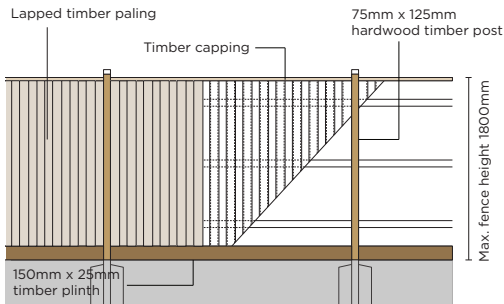 Lapped timber paling
Timber capping
75mm x 125mm
hardwood timber post
Max. fence height 1800mm
150mm x 25mm
timber plinth